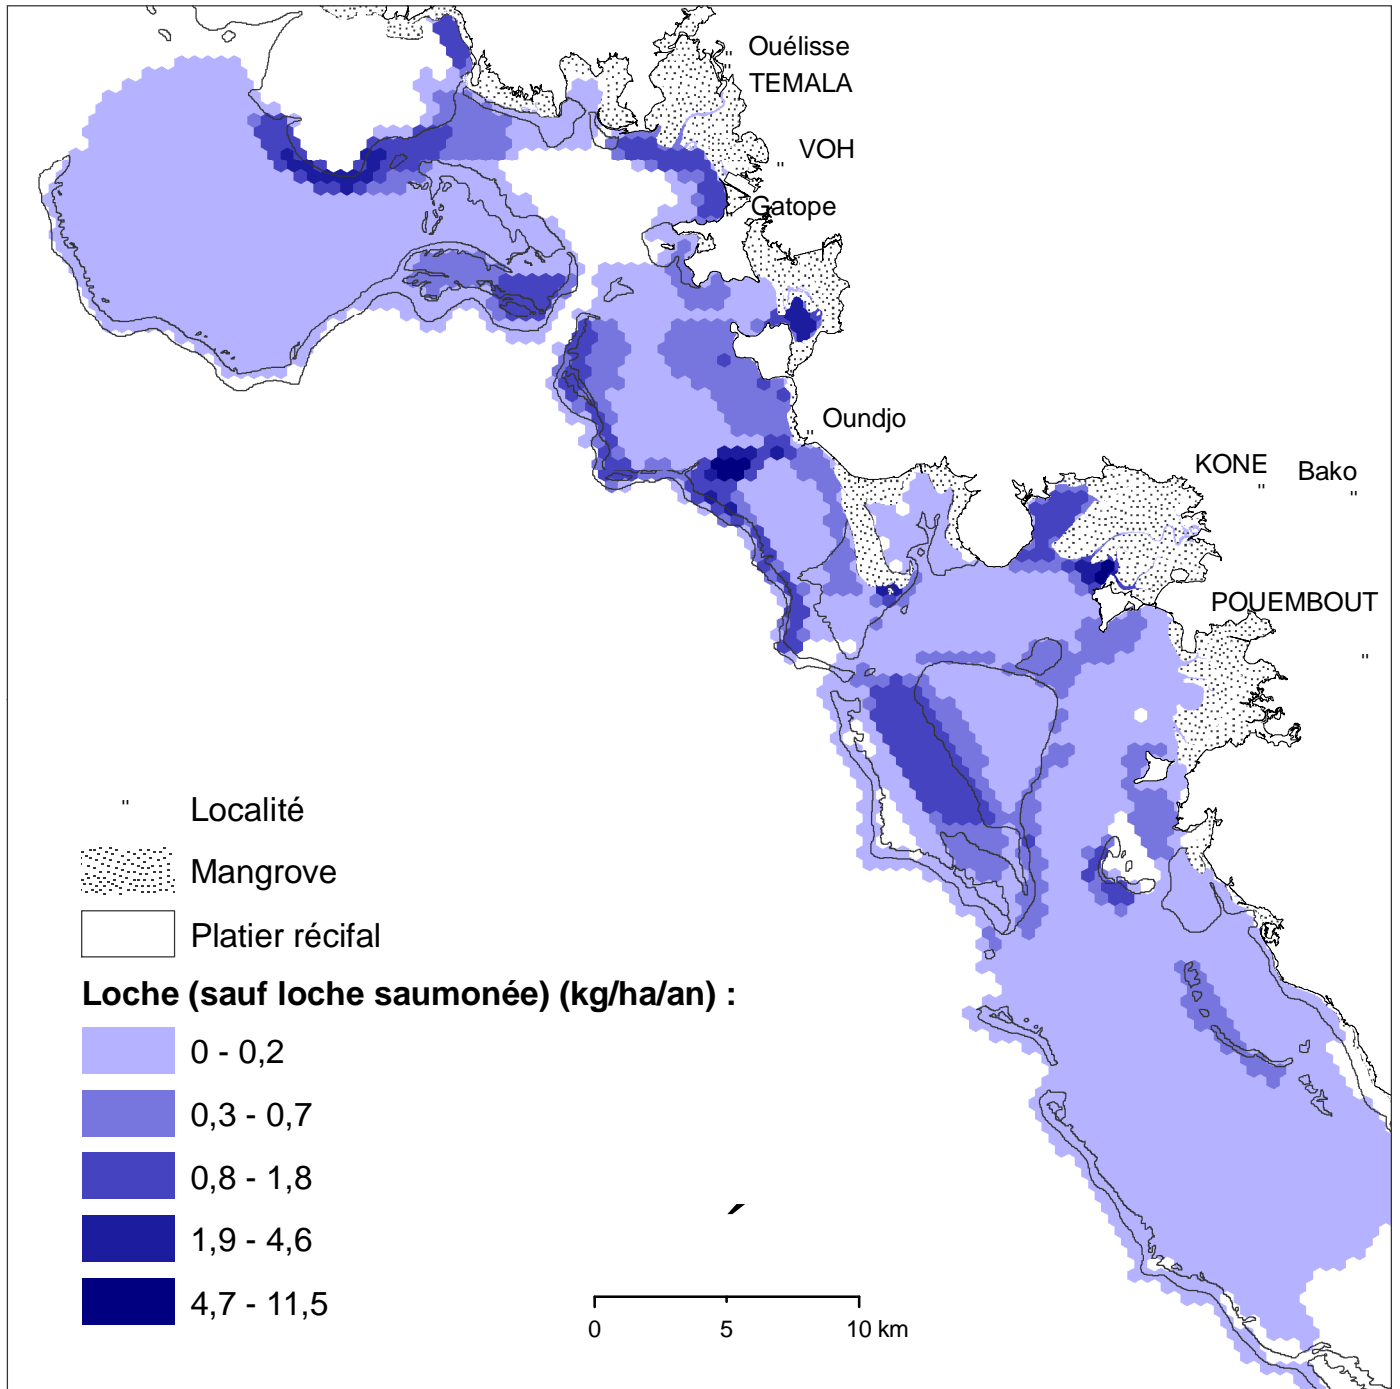 Ouélisse
TEMALA
VOH
Gatope
Oundjo
KONE
Bako
POUEMBOUT
Localité
Mangrove
Platier récifal
Loche (sauf loche saumonée) (kg/ha/an) :
0 - 0,2
0,3 - 0,7
0,8 - 1,8
1,9 - 4,6
4,7 - 11,5
0 5 10 km